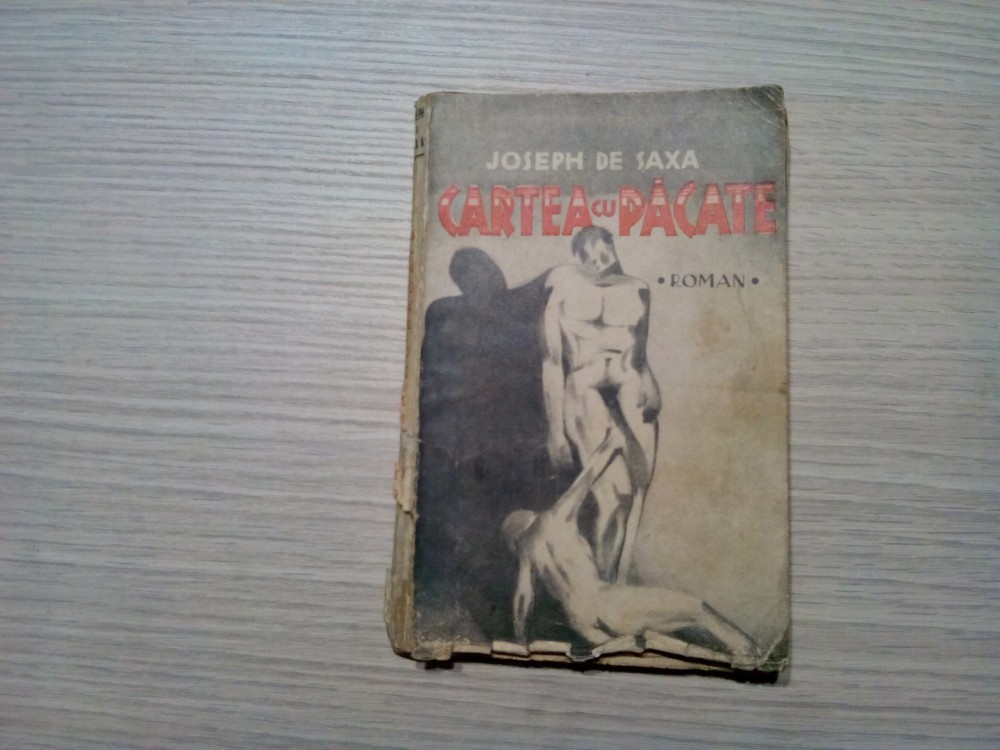 JOSEPH DE SAXA
CARTEA CU PĂCATE
• ROMAN •